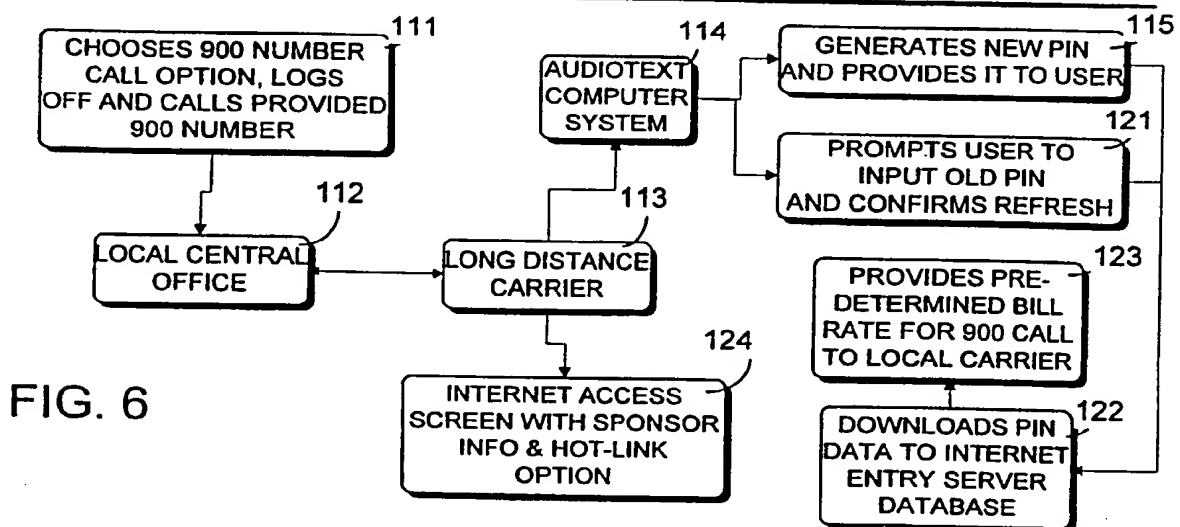 111
CHOOSES 900 NUMBER
CALL OPTION, LOGS
OFF AND CALLS PROVIDED
900 NUMBER
112
LOCAL CENTRAL
OFFICE
113
LONG DISTANCE
CARRIER
114
AUDIOTEXT
COMPUTER
SYSTEM
115
GENERATES NEW PIN
AND PROVIDES IT TO USER
121
PROMPTS USER TO
INPUT OLD PIN
AND CONFIRMS REFRESH
123
PROVIDES PRE-
DETERMINED BILL
RATE FOR 900 CALL
TO LOCAL CARRIER
124
INTERNET ACCESS
SCREEN WITH SPONSOR
INFO & HOT-LINK
OPTION
122
DOWNLOADS PIN
DATA TO INTERNET
ENTRY SERVER
DATABASE
FIG. 6